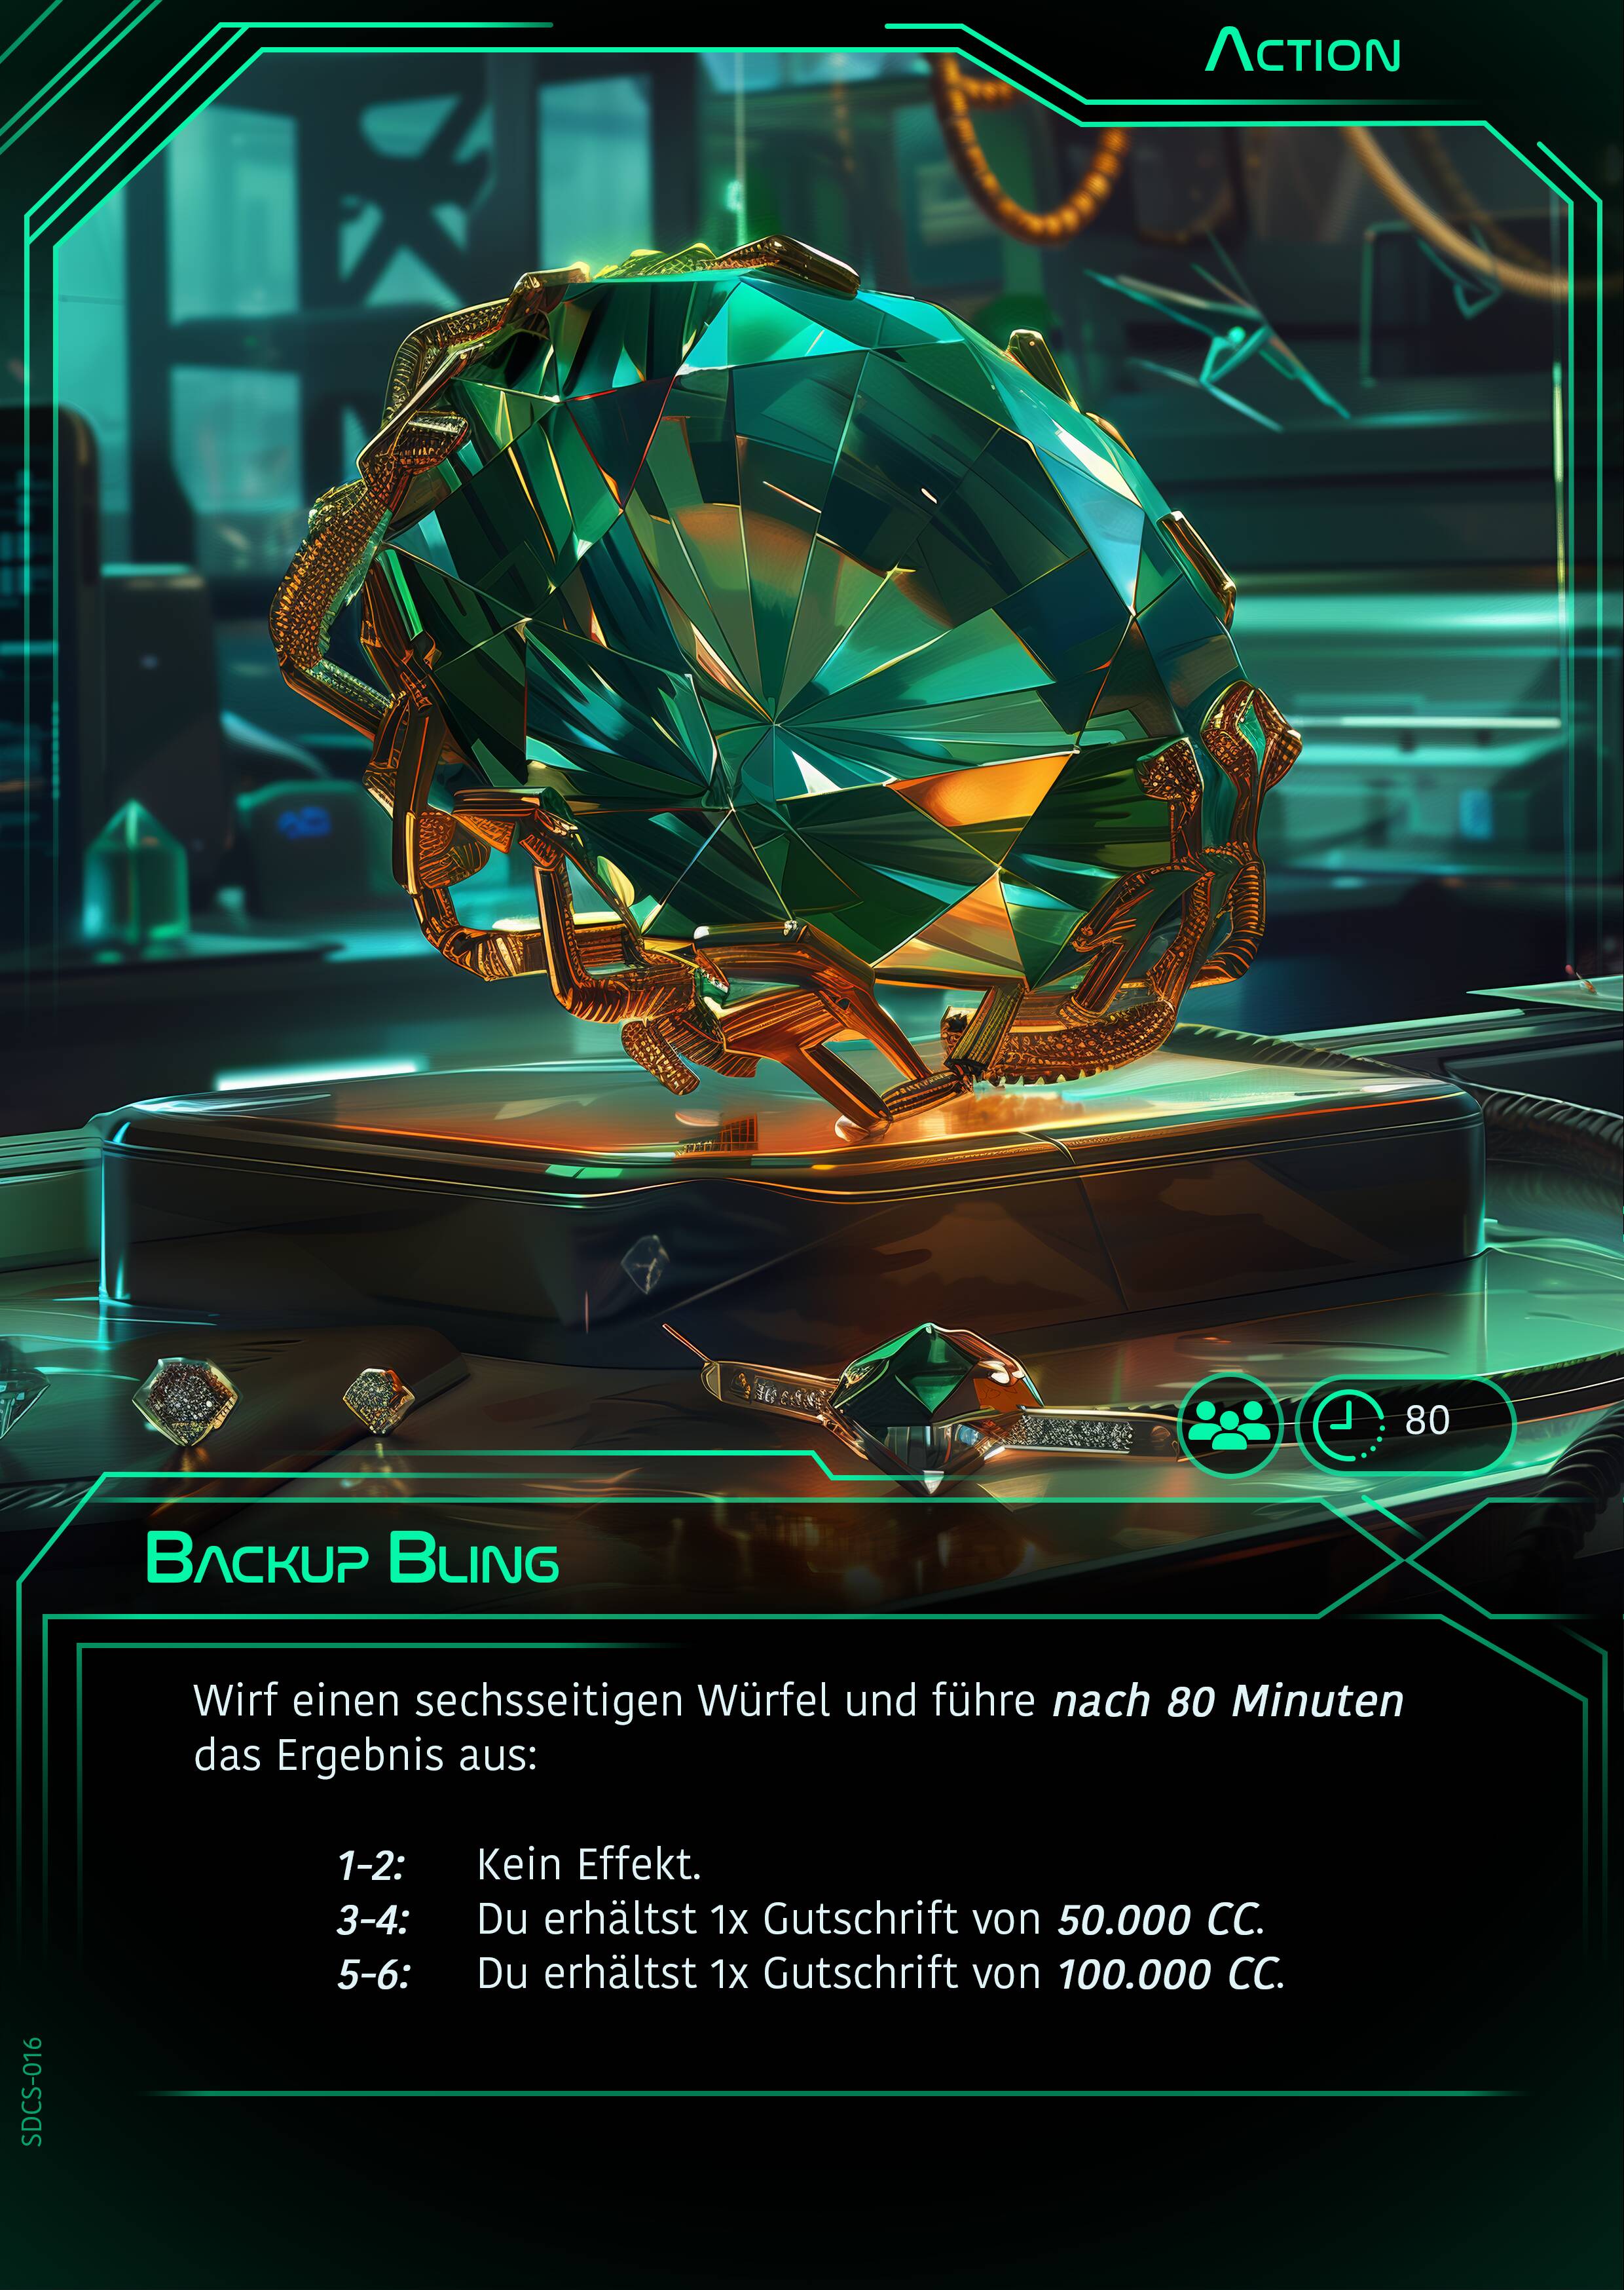 Action
80
Backup Bling
Wirf einen sechsseitigen Würfel und führe nach 80 Minuten
das Ergebnis aus:
1-2: Kein Effekt.
3-4: Du erhältst 1x Gutschrift von 50.000 CC.
5-6: Du erhältst 1x Gutschrift von 100.000 CC.
SDCS-016